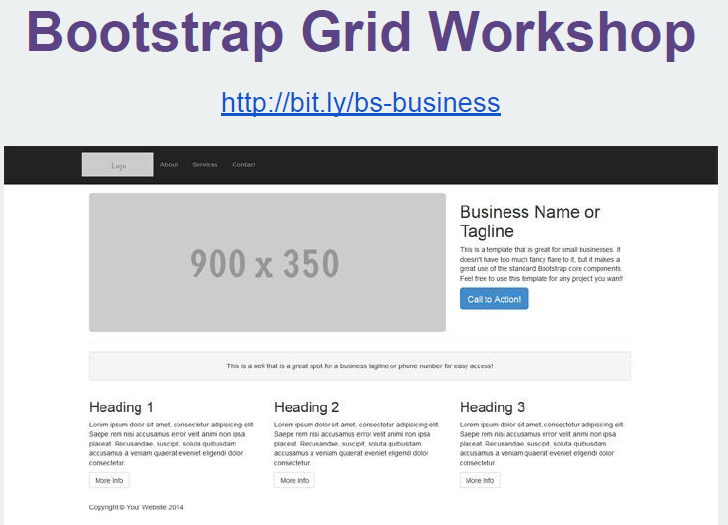 Bootstrap Grid Workshop
http://bit.ly/bs-business
Logo About Services Contact
900 x 350
Business Name or
Tagline
This is a template that is great for small businesses. It
doesn't have too much fancy flare to it, but it makes a
great use of the standard Bootstrap core components
Feel free to use this template for any project you want!
Call to Action!
This is a well that is a great spot for a business tagline or phone number for easy access!
Heading 1
Lorem ipsum dolor sit amet, consectetur adipisicing elit.
Saepe rem nisi accusamus error velit animi non ipsa
placeat. Recusandae, suscipit, soluta quibusdam
accusamus a veniam quaerat eveniet eligendi dolor
consectetur.
More Info
Heading 2
Lorem ipsum dolor sit amet, consectetur adipisicing elit.
Saepe rem nisi accusamus error velit animi non ipsa
placeat. Recusandae, suscipit, soluta quibusdam
accusamus a veniam quaerat eveniet eligendi dolor
consectetur.
More Info
Heading 3
Lorem ipsum dolor sit amet, consectetur adipisicing elit.
Saepe rem nisi accusamus error velit animi non ipsa
placeat. Recusandae, suscipit, soluta quibusdam
accusamus a veniam quaerat eveniet eligendi dolor
consectetur.
More Info
Copyright © Your Website 2014